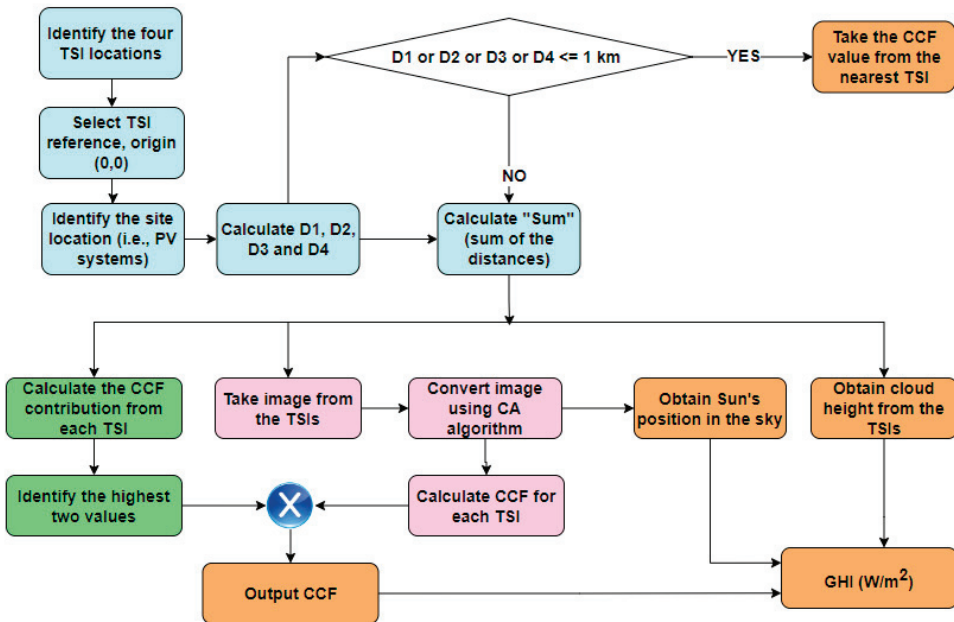 Identify the four
TSI locations
D1 or D2 or D3 or D4 <= 1 km
YES
Take the CCF
value from the
nearest TSI
Select TSI
reference, origin
(0,0)
NO
Identify the site
location (i.e., PV
systems)
Calculate D1, D2,
D3 and D4
Calculate "Sum"
(sum of the
distances)
Calculate the CCF
contribution from
each TSI
Take image from
the TSIs
Convert image
using CA
algorithm
Obtain Sun's
position in the sky
Obtain cloud
height from the
TSIs
Identify the highest
two values
X
Calculate CCF for
each TSI
Output CCF
GHI (W/m²)